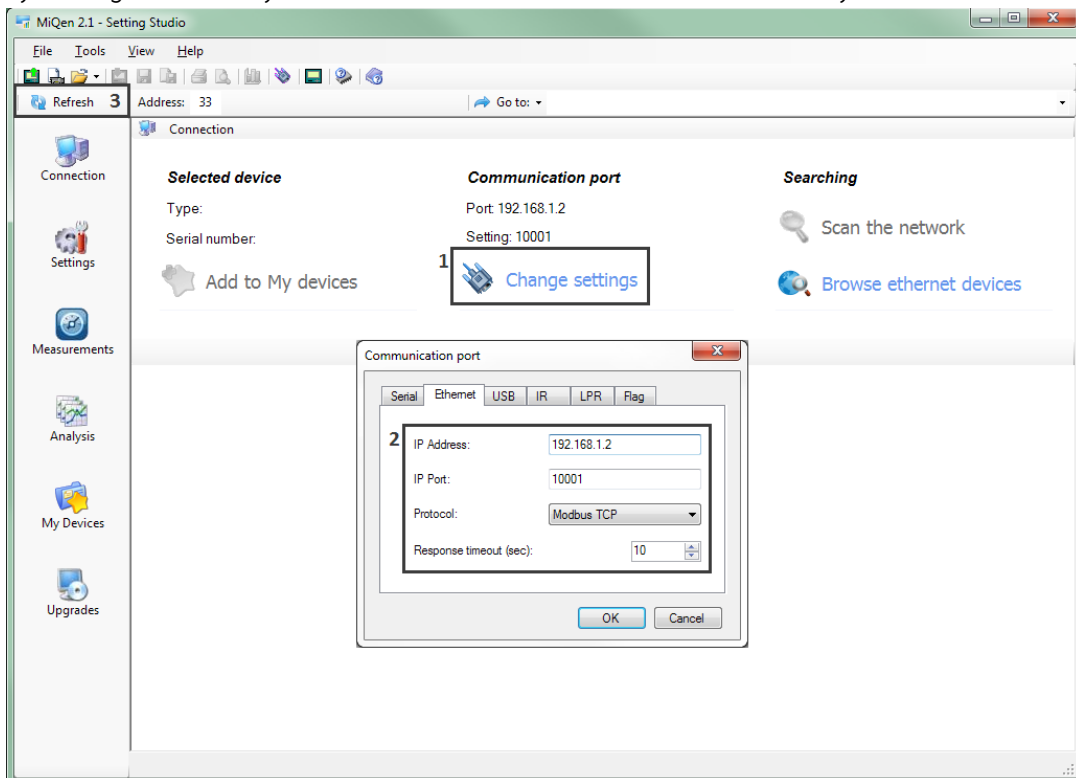 MiQen 2.1 - Setting Studio
File Tools View Help
Refresh 3 Address: 33 Go to:
Connection
Connection
Settings
Measurements
Analysis
My Devices
Upgrades
Selected device
Type:
Serial number:
Add to My devices
Communication port
Port: 192.168.1.2
Setting: 10001
1
Change settings
Searching
Scan the network
Browse ethernet devices
Communication port
Serial Ethernet USB IR LPR Flag
2
IP Address: 192.168.1.2
IP Port: 10001
Protocol: Modbus TCP
Response timeout (sec): 10
OK Cancel